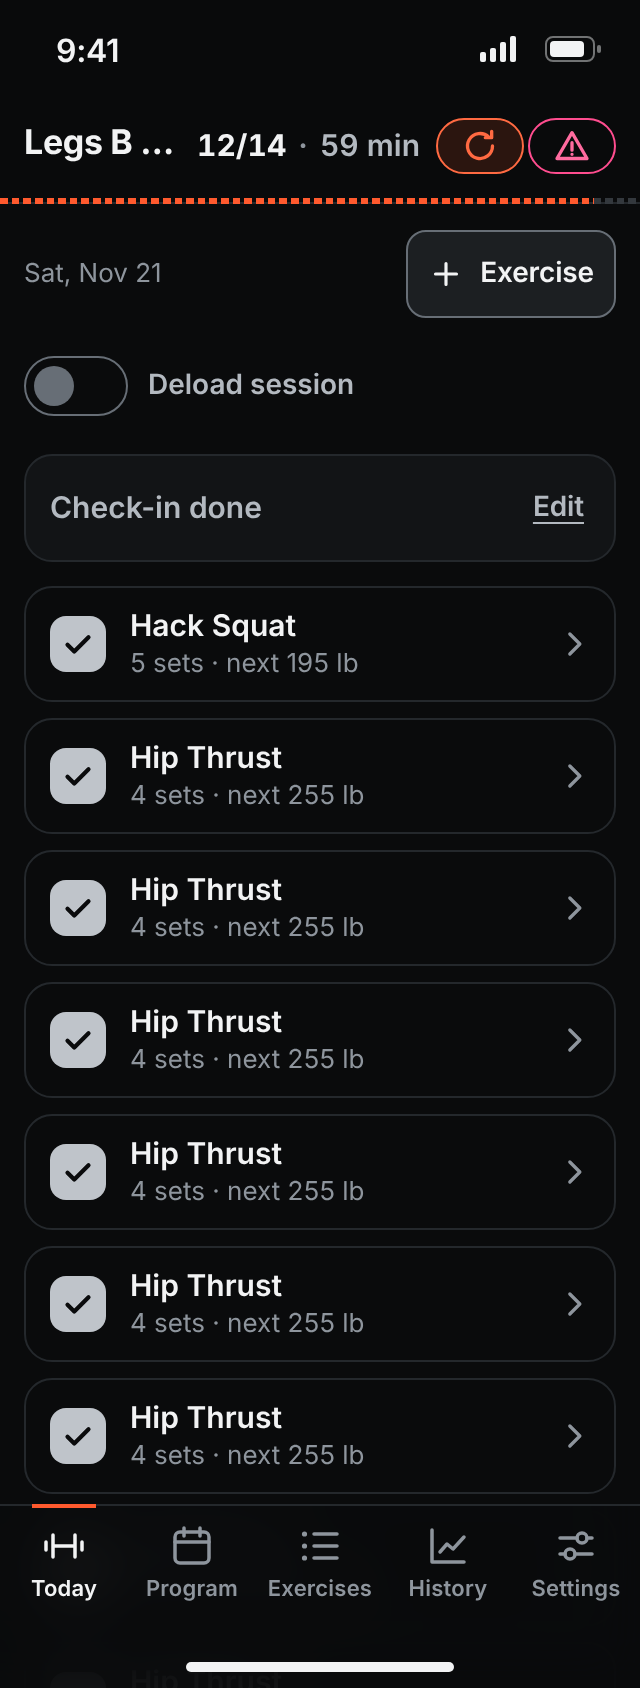 9:41
Legs B ... 12/14 · 59 min
Sat, Nov 21
Exercise
Deload session
Check-in done
Edit
Hack Squat
5 sets · next 195 lb
Hip Thrust
4 sets · next 255 lb
Hip Thrust
4 sets · next 255 lb
Hip Thrust
4 sets · next 255 lb
Hip Thrust
4 sets · next 255 lb
Hip Thrust
4 sets · next 255 lb
Hip Thrust
4 sets · next 255 lb
Today
Program
Exercises
History
Settings
Hip Thrust